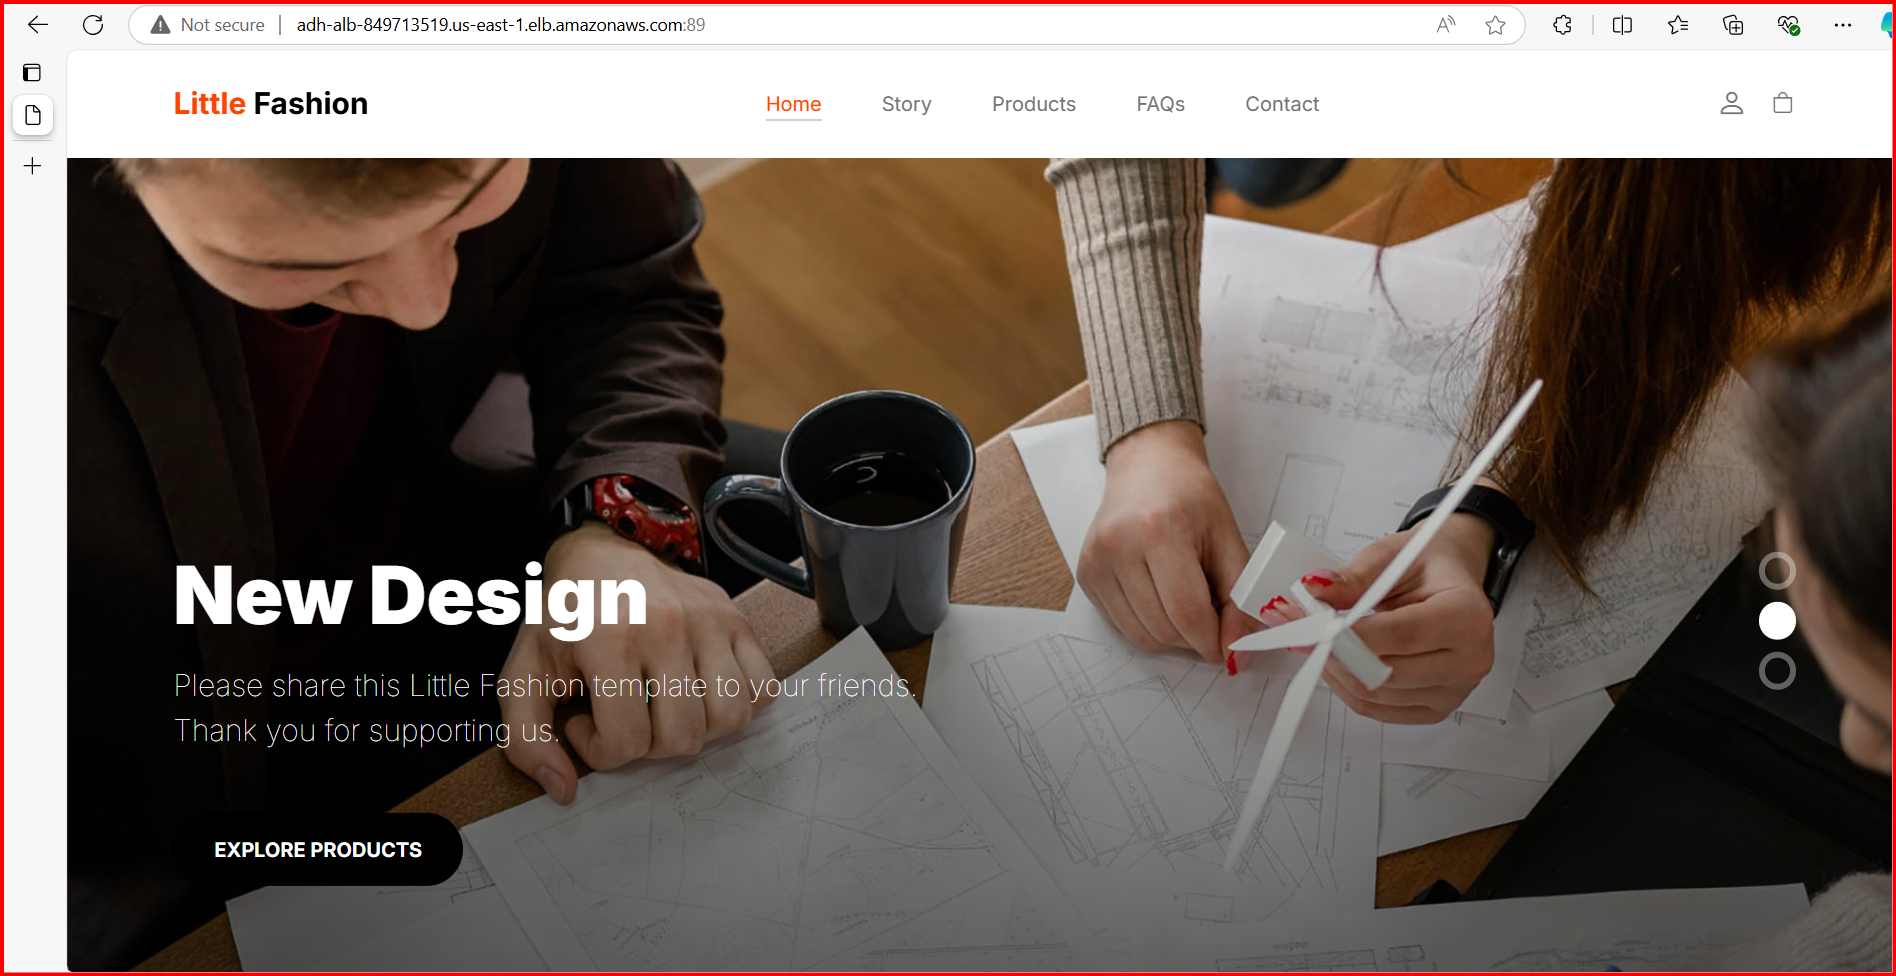 Not secure
adh-alb-849713519.us-east-1.elb.amazonaws.com:89
Little Fashion
Home
Story
Products
FAQs
Contact
New Design
Please share this Little Fashion template to your friends.
Thank you for supporting us.
EXPLORE PRODUCTS